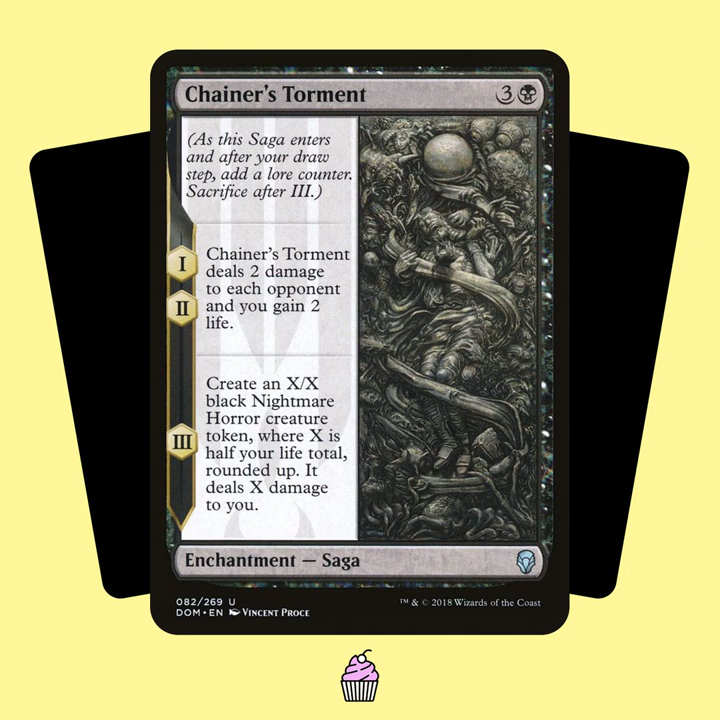 Chainer's Torment 3
(As this Saga enters
and after your draw
step, add a lore counter.
Sacrifice after III.)
I
II
Chainer's Torment
deals 2 damage
to each opponent
and you gain 2
life.
III
Create an X/X
black Nightmare
Horror creature
token, where X is
half your life total,
rounded up. It
deals X damage
to you.
Enchantment — Saga
082/269 U
DOM • EN Vincent Proce
™ & © 2018 Wizards of the Coast